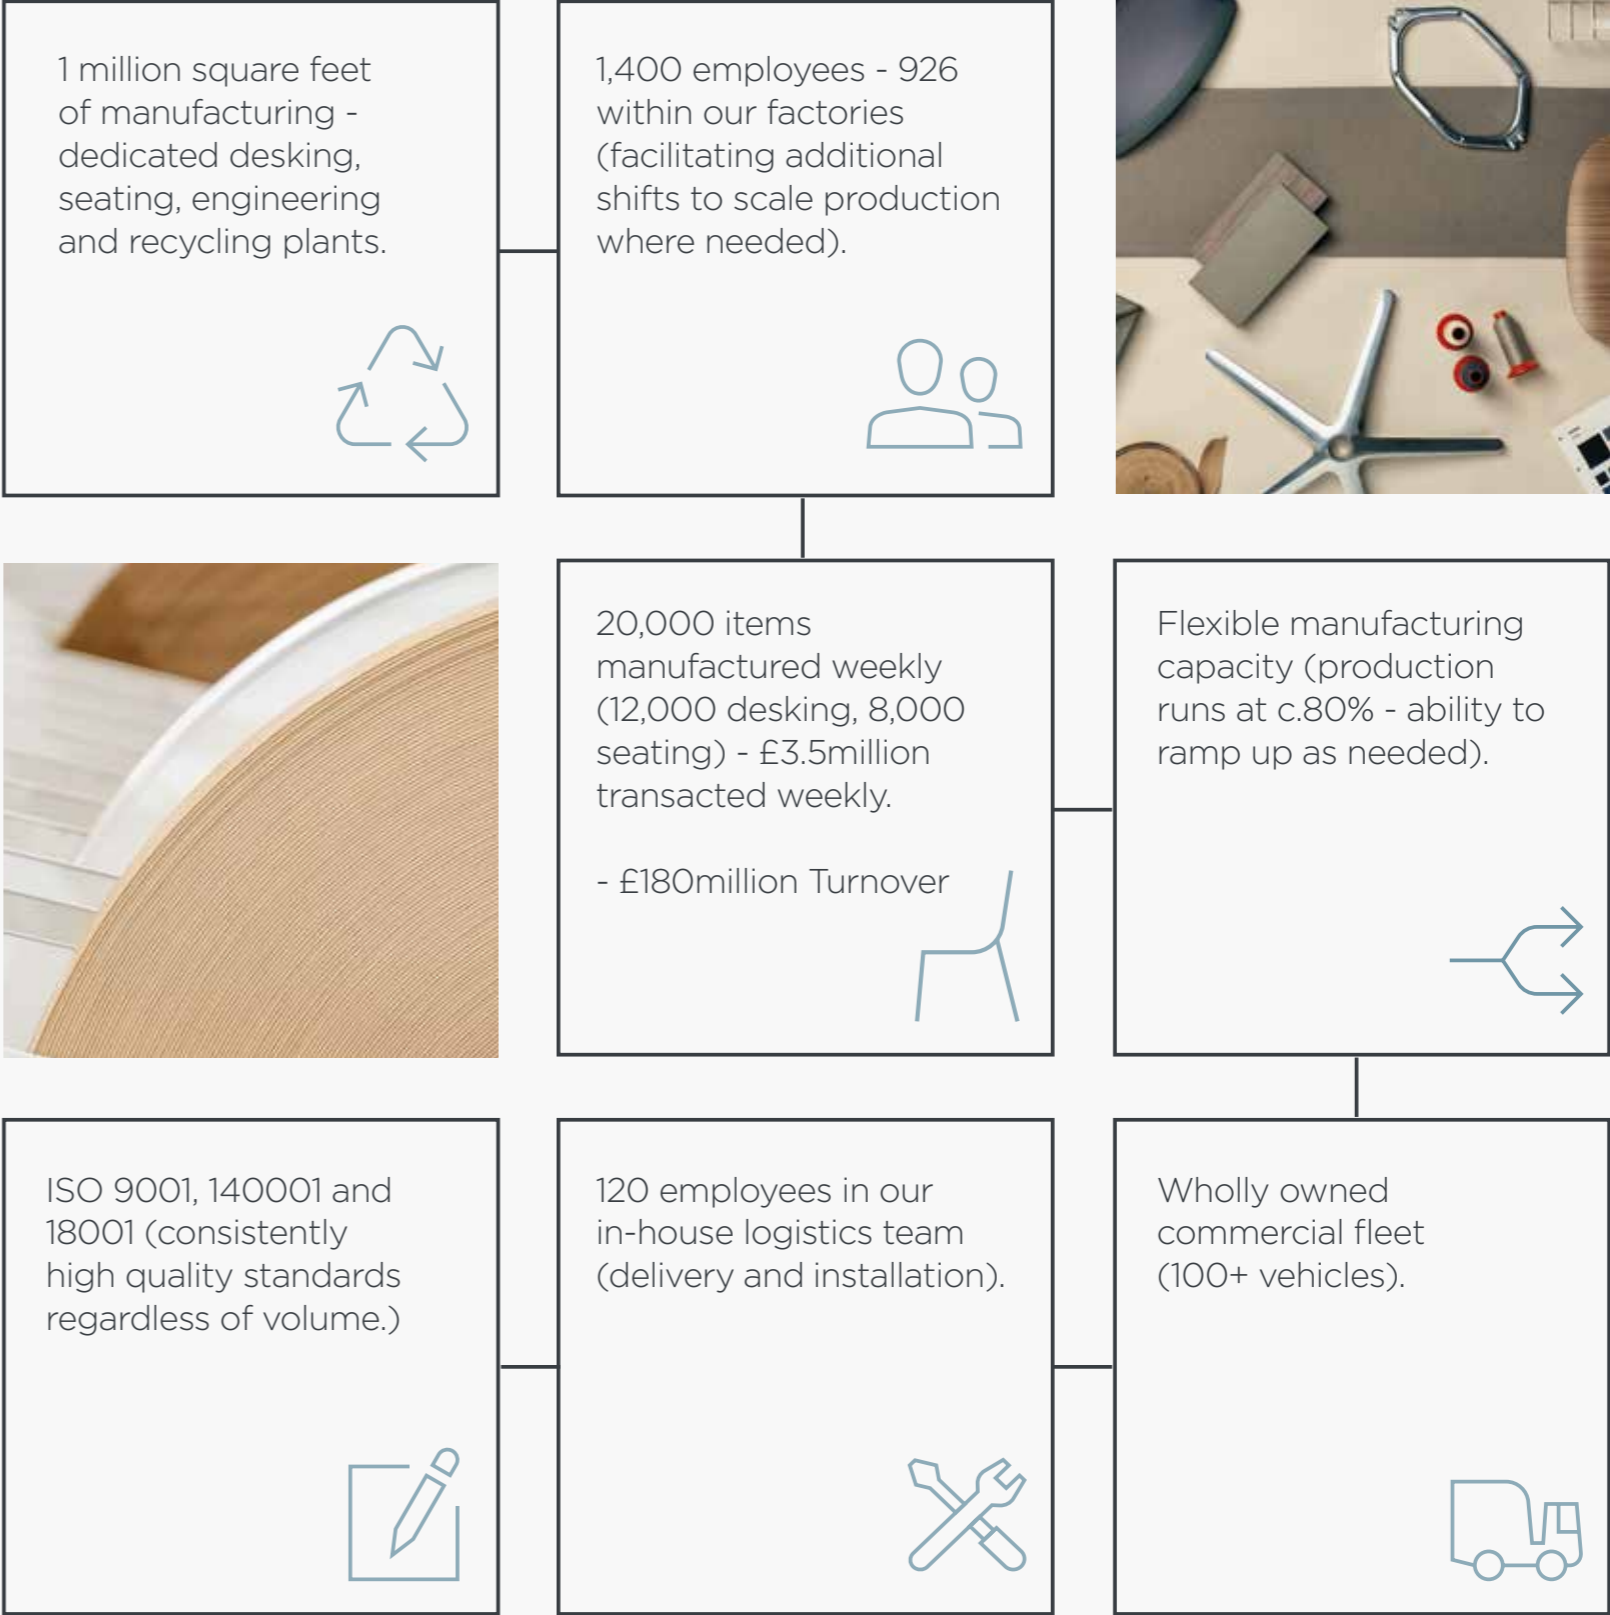 1 million square feet
of manufacturing -
dedicated desking,
seating, engineering
and recycling plants.
1,400 employees - 926
within our factories
(facilitating additional
shifts to scale production
where needed).
20,000 items
manufactured weekly
(12,000 desking, 8,000
seating) - £3.5million
transacted weekly.
- £180million Turnover
Flexible manufacturing
capacity (production
runs at c.80% - ability to
ramp up as needed).
ISO 9001, 140001 and
18001 (consistently
high quality standards
regardless of volume.)
120 employees in our
in-house logistics team
(delivery and installation).
Wholly owned
commercial fleet
(100+ vehicles).